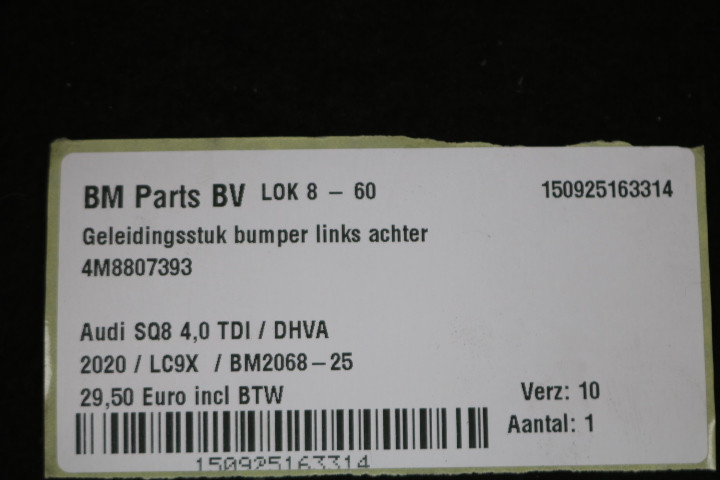 BM Parts BV LOK 8 – 60 150925163314
Geleidingsstuk bumper links achter
4M8807393
Audi SQ8 4,0 TDI / DHVA
2020 / LC9X / BM2068–25
29,50 Euro incl BTW Verz: 10
Aantal: 1
150925163314